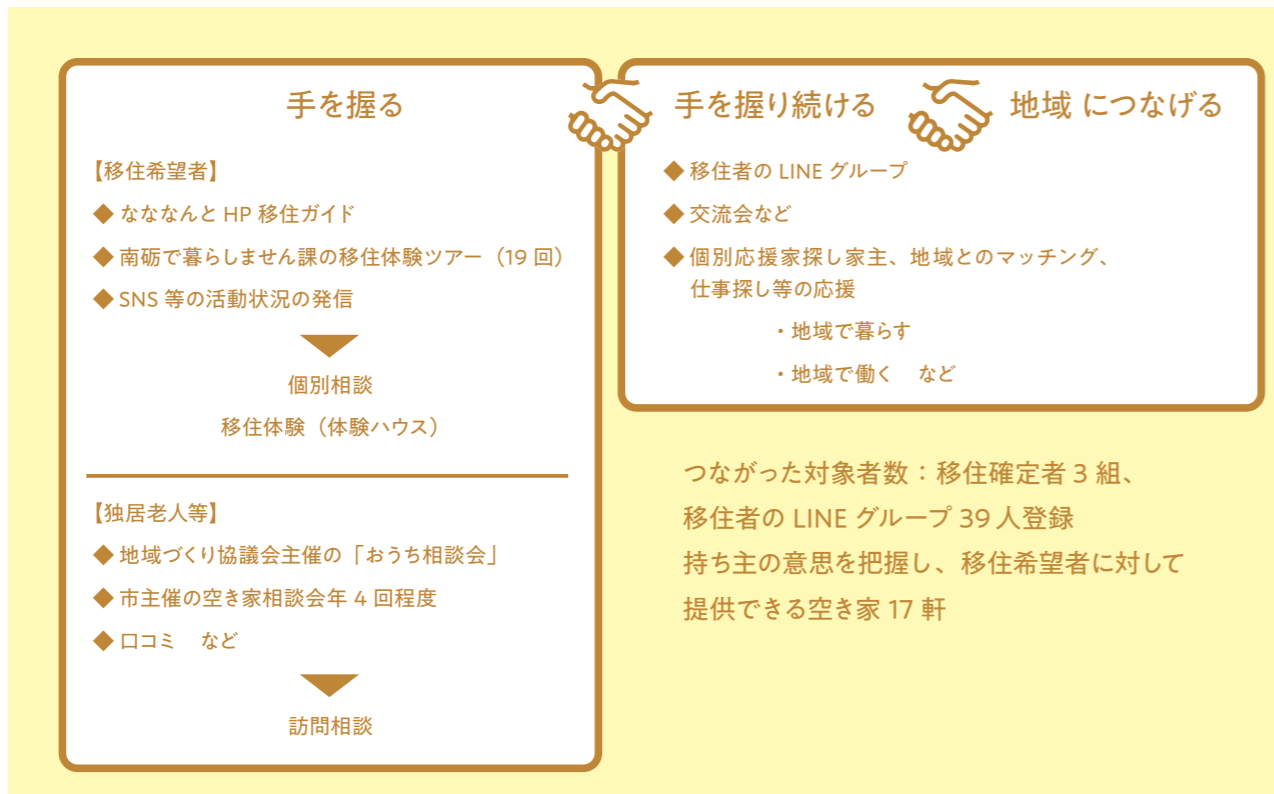 手を握る
【移住希望者】
◆ なななんと HP 移住ガイド
◆ 南砺で暮らしません課の移住体験ツアー（19 回）
◆ SNS 等の活動状況の発信
個別相談
移住体験（体験ハウス）
【独居老人等】
◆ 地域づくり協議会主催の「おうち相談会」
◆ 市主催の空き家相談会年 4 回程度
◆ 口コミ　など
訪問相談
手を握り続ける
地域 につなげる
◆ 移住者の LINE グループ
◆ 交流会など
◆ 個別応援家探し家主、地域とのマッチング、
仕事探し等の応援
・地域で暮らす
・地域で働く　など
つながった対象者数：移住確定者 3 組、
移住者の LINE グループ 39 人登録
持ち主の意思を把握し、移住希望者に対して
提供できる空き家 17 軒